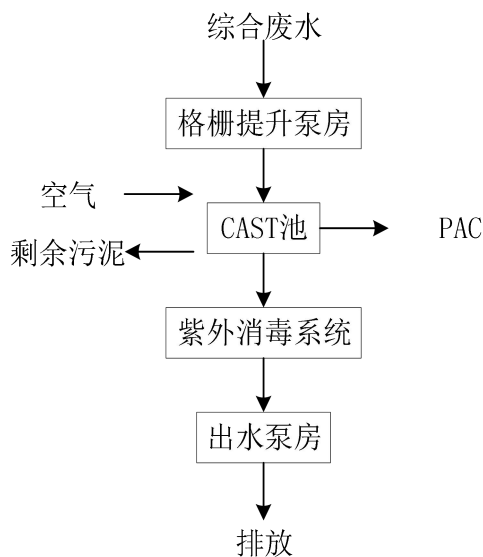 综合废水
格栅提升泵房
空气
CAST池
PAC
剩余污泥
紫外消毒系统
出水泵房
排放